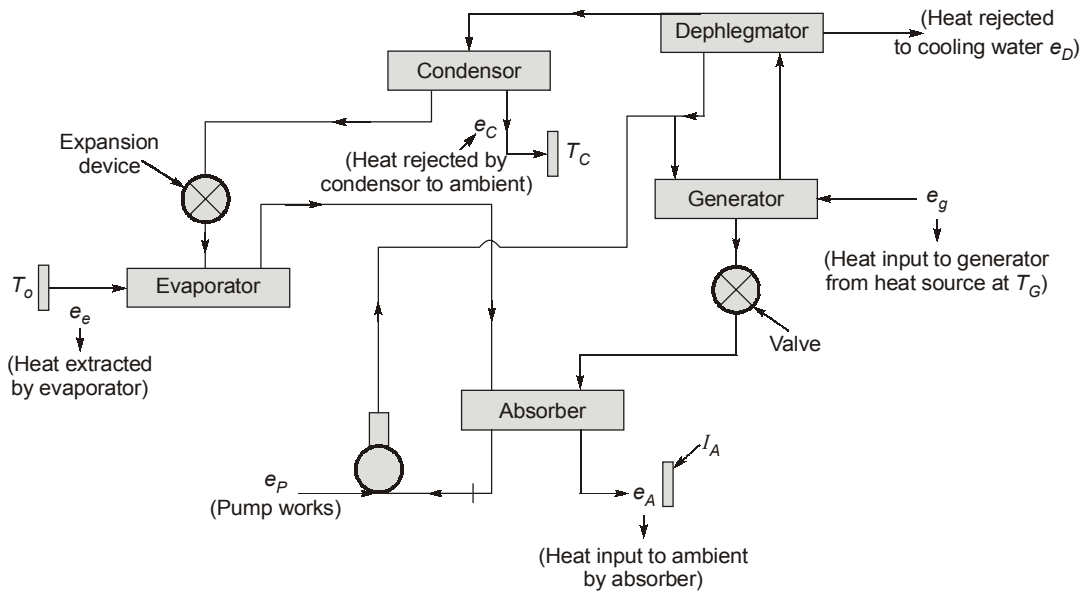 Dephlegmator
(Heat rejected
to cooling water e_D)
Condensor
Expansion
device
e_C
T_C
(Heat rejected by
condensor to ambient)
Generator
e_g
(Heat input to generator
from heat source at T_G)
T_o
Evaporator
e_e
(Heat extracted
by evaporator)
Valve
Absorber
I_A
e_P
(Pump works)
e_A
(Heat input to ambient
by absorber)